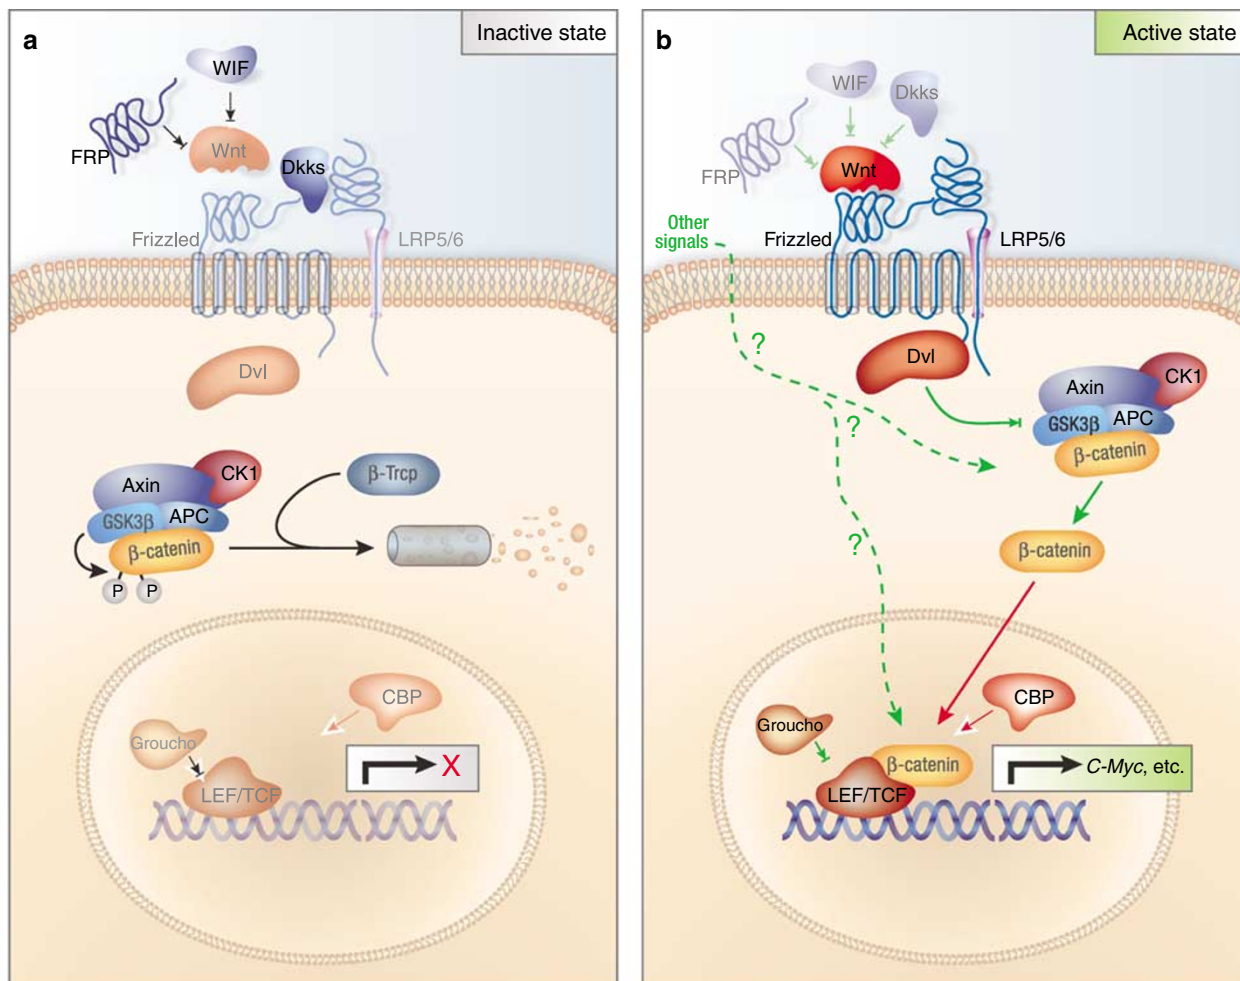 a
Inactive state
WIF
FRP
Wnt
Dkks
Frizzled
LRP5/6
Dvl
CK1
Axin
β-Trcp
GSK3β
APC
β-catenin
P
P
CBP
Groucho
X
LEF/TCF
b
Active state
WIF
Dkks
FRP
Wnt
Other
signals
Frizzled
LRP5/6
?
Dvl
CK1
Axin
?
GSK3β
APC
β-catenin
?
β-catenin
CBP
Groucho
β-catenin
C-Myc, etc.
LEF/TCF